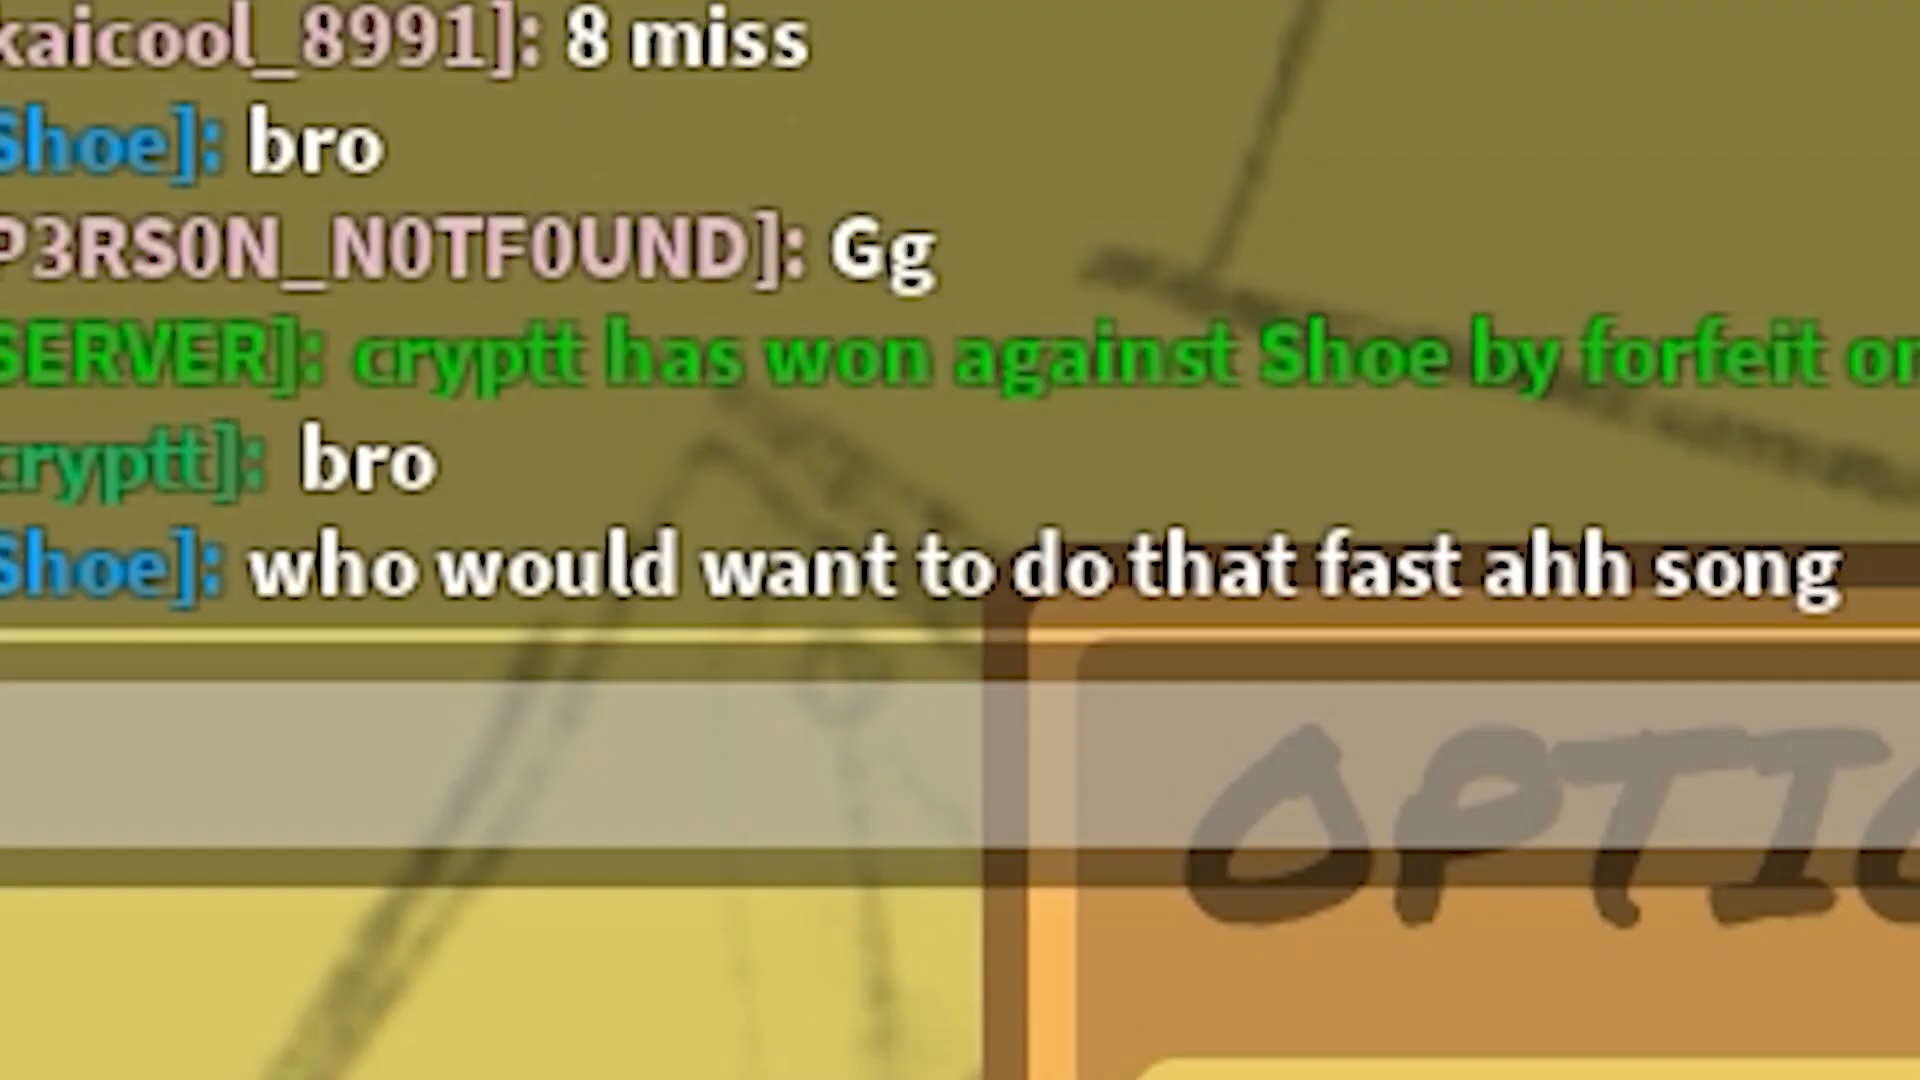 kaicool_8991]: 8 miss
Shoe]: bro
P3RS0N_N0TF0UND]: Gg
SERVER]: cryptt has won against Shoe by forfeit on
cryptt]: bro
Shoe]: who would want to do that fast ahh song
OPTIO